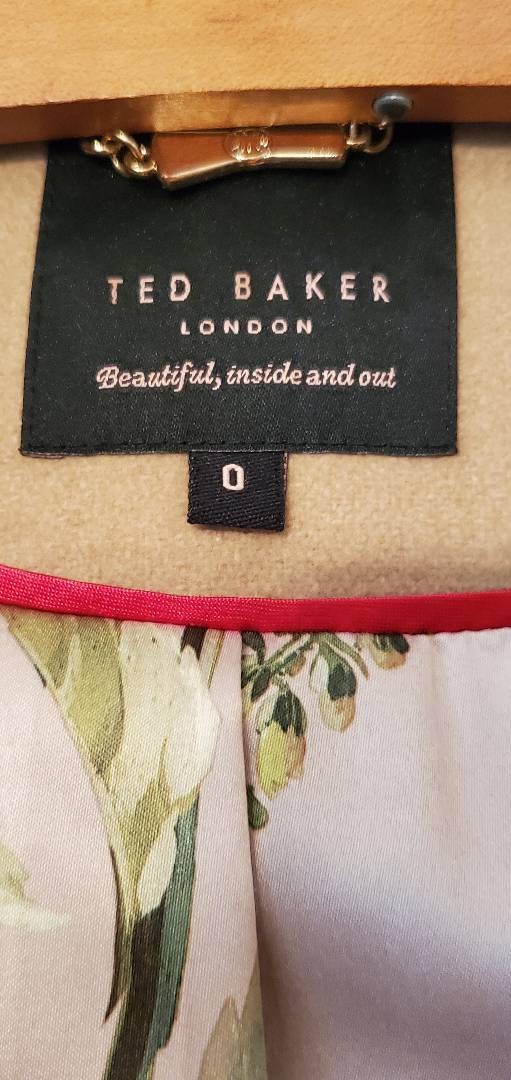 TED BAKER
LONDON
Beautiful, inside and out
0